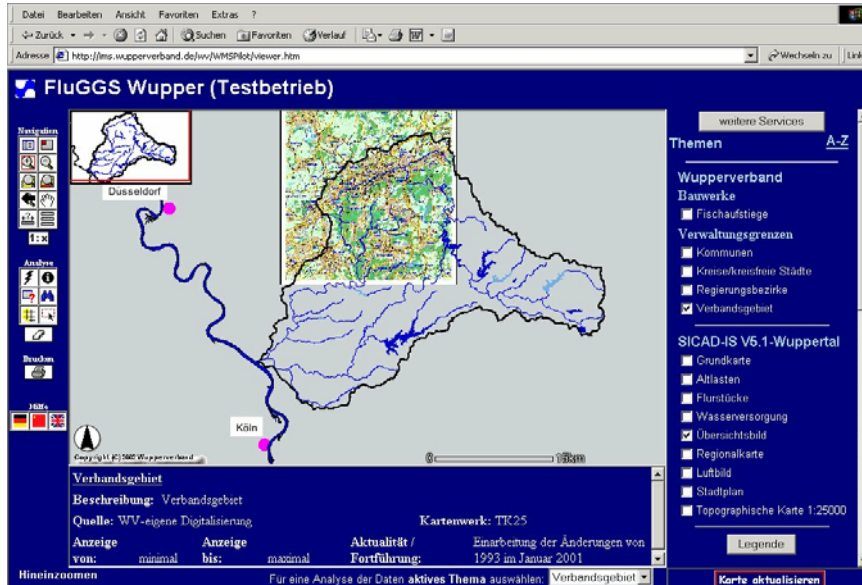 Datei Bearbeiten Ansicht Favoriten Extras ?
Zurück Suchen Favoriten Verlauf
Adresse http://ims.wupperverband.de/wv/WMSPilot/viewer.htm Wechseln zu Link
FluGGS Wupper (Testbetrieb)
Navigation
1:x
Analyse
Drucken
Hilfe
Düsseldorf
Köln
Copyright (C) 2002 Wupperverband
0 15km
weitere Services
Themen A-Z
Wupperverband
Bauwerke
Fischaufstiege
Verwaltungsgrenzen
Kommunen
Kreise/kreisfreie Städte
Regierungsbezirke
Verbandsgebiet
SICAD-IS V5.1-Wuppertal
Grundkarte
Altlasten
Flurstücke
Wasserversorgung
Übersichtsbild
Regionalkarte
Luftbild
Stadtplan
Topographische Karte 1:25000
Legende
Karte aktualisieren
Verbandsgebiet
Beschreibung: Verbandsgebiet
Quelle: WV-eigene Digitalisierung Kartenwerk: TK25
Anzeige Anzeige Aktualität / Einarbeitung der Änderungen von
von: minimal bis: maximal Fortführung: 1993 im Januar 2001
Hineinzoomen Für eine Analyse der Daten aktives Thema auswählen: Verbandsgebiet